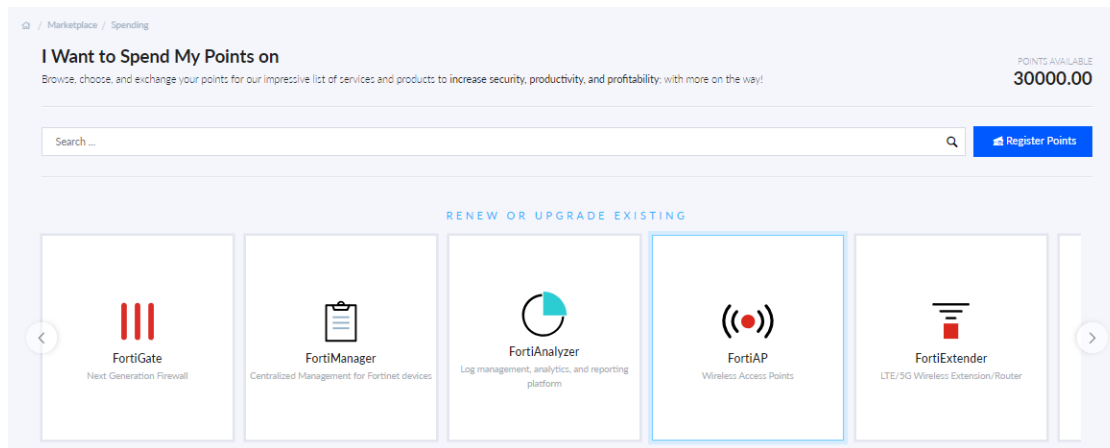 / Marketplace / Spending
I Want to Spend My Points on
Browse, choose, and exchange your points for our impressive list of services and products to increase security, productivity, and profitability; with more on the way!
POINTS AVAILABLE
30000.00
Search ...
Register Points
RENEW OR UPGRADE EXISTING
FortiGate
Next Generation Firewall
FortiManager
Centralized Management for Fortinet devices
FortiAnalyzer
Log management, analytics, and reporting
platform
FortiAP
Wireless Access Points
FortiExtender
LTE/5G Wireless Extension/Router